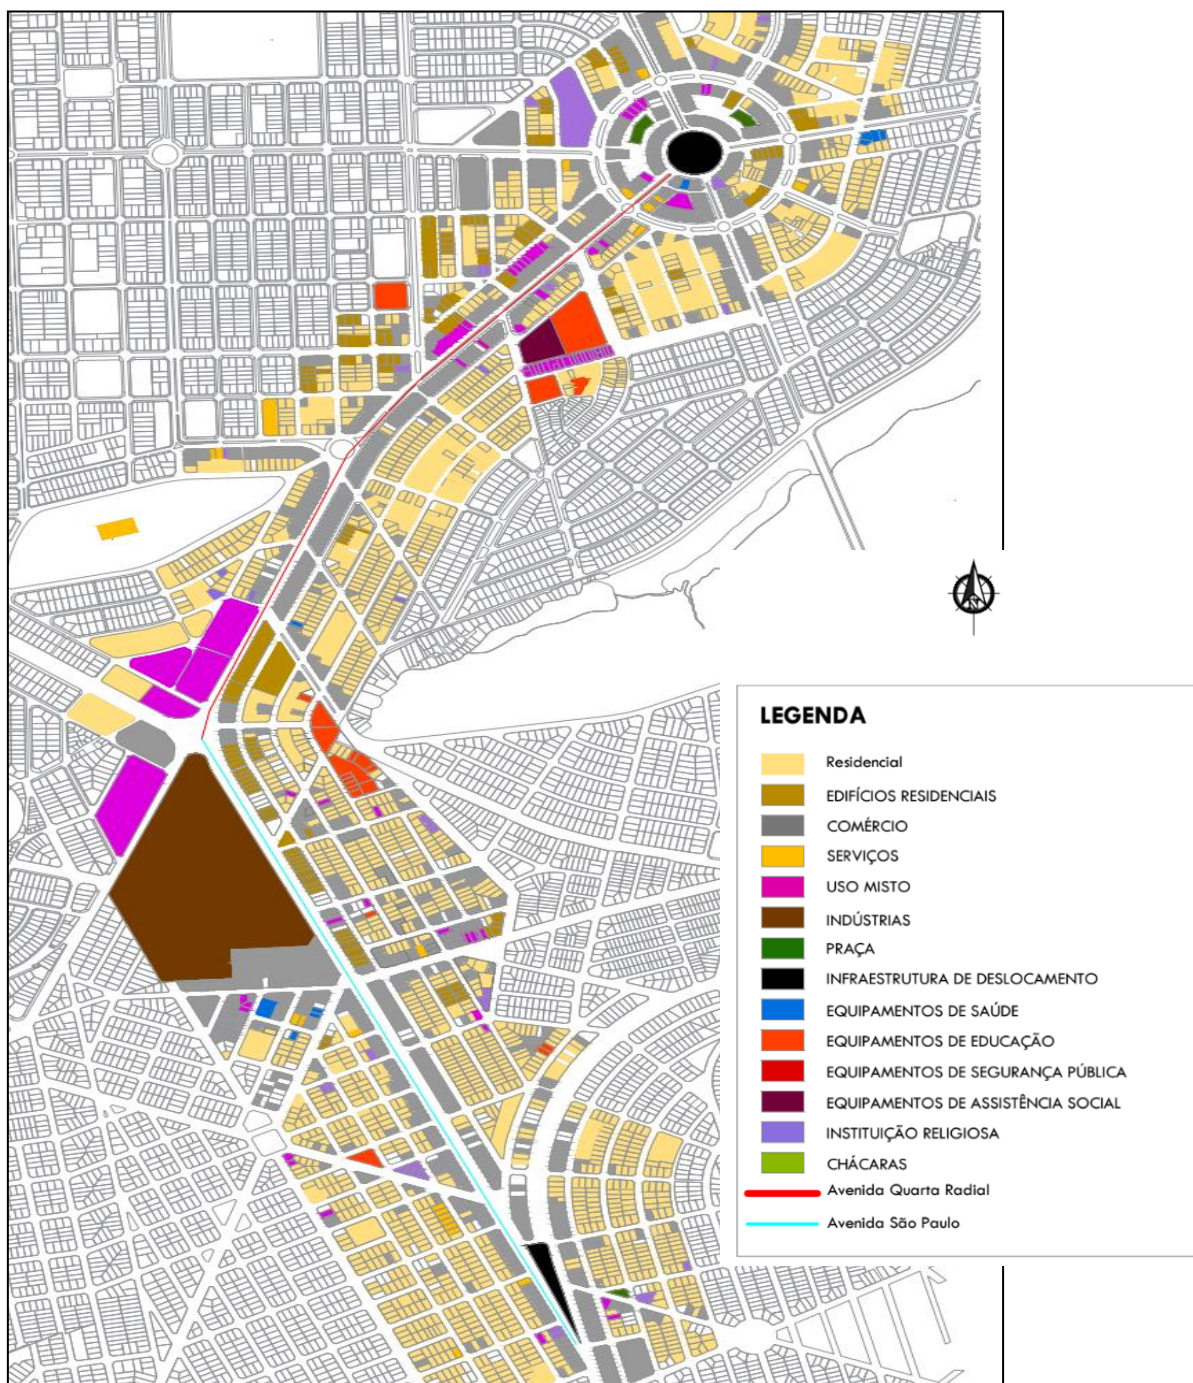 LEGENDA
Residencial
EDIFÍCIOS RESIDENCIAIS
COMÉRCIO
SERVIÇOS
USO MISTO
INDÚSTRIAS
PRAÇA
INFRAESTRUTURA DE DESLOCAMENTO
EQUIPAMENTOS DE SAÚDE
EQUIPAMENTOS DE EDUCAÇÃO
EQUIPAMENTOS DE SEGURANÇA PÚBLICA
EQUIPAMENTOS DE ASSISTÊNCIA SOCIAL
INSTITUIÇÃO RELIGIOSA
CHÁCARAS
Avenida Quarta Radial
Avenida São Paulo